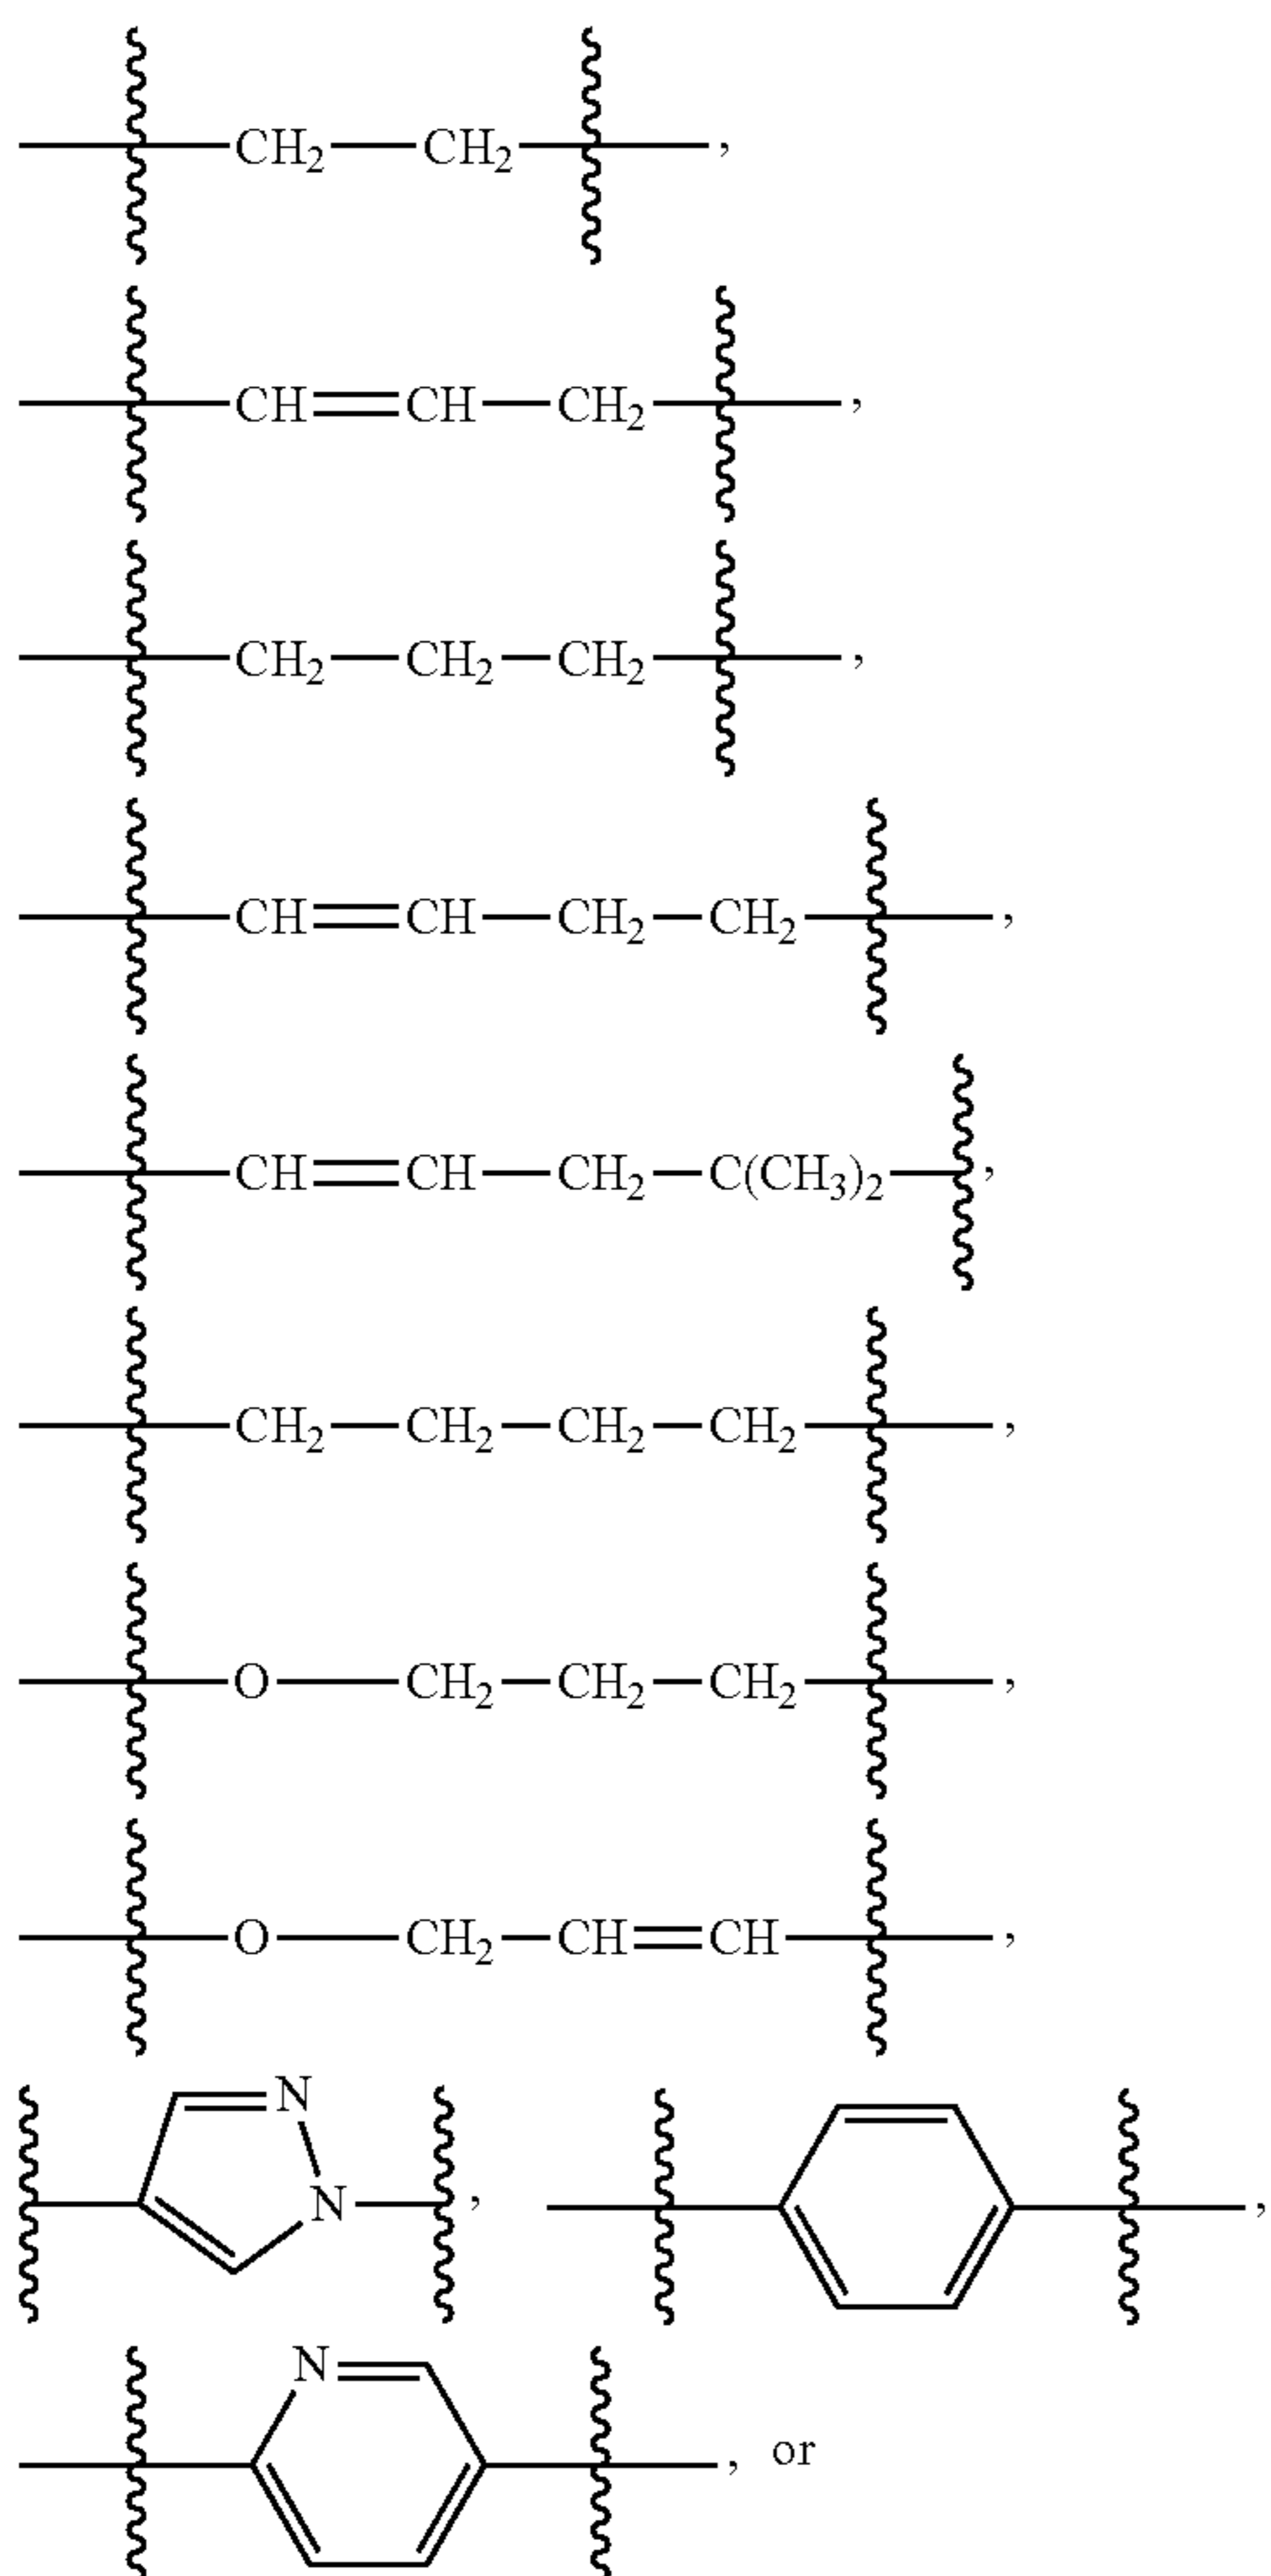 —CH₂—CH₂—,
—CH=CH—CH₂—,
—CH₂—CH₂—CH₂—,
—CH=CH—CH₂—CH₂—,
—CH=CH—CH₂—C(CH₃)₂—,
—CH₂—CH₂—CH₂—CH₂—,
—O—CH₂—CH₂—CH₂—,
—O—CH₂—CH=CH—,
N
N , ,
N
, or